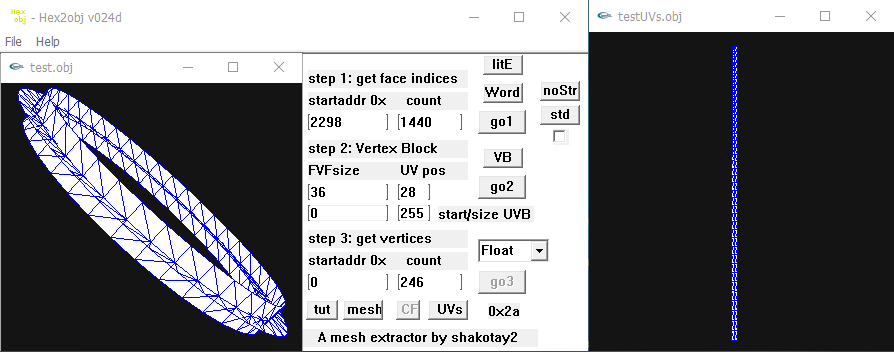 Hex
obj
- Hex2obj v024d
File Help
test.obj
testUVs.obj
litE
step 1: get face indices
startaddr 0x count
Word
noStr
2298 1440
go1
std
step 2: Vertex Block
VB
FVFsize UV pos
36 28
go2
0 255 start/size UVB
step 3: get vertices
Float
startaddr 0x count
0 246
go3
tut mesh CF UVs 0x2a
A mesh extractor by shakotay2